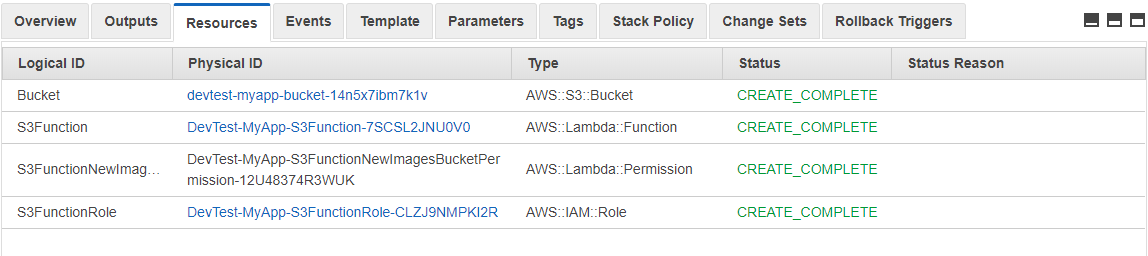 Overview Outputs Resources Events Template Parameters Tags Stack Policy Change Sets Rollback Triggers
Logical ID Physical ID Type Status Status Reason
Bucket devtest-myapp-bucket-14n5x7ibm7k1v AWS::S3::Bucket CREATE_COMPLETE
S3Function DevTest-MyApp-S3Function-7SCSL2JNU0V0 AWS::Lambda::Function CREATE_COMPLETE
S3FunctionNewImag... DevTest-MyApp-S3FunctionNewImagesBucketPer
mission-12U48374R3WUK AWS::Lambda::Permission CREATE_COMPLETE
S3FunctionRole DevTest-MyApp-S3FunctionRole-CLZJ9NMPKI2R AWS::IAM::Role CREATE_COMPLETE